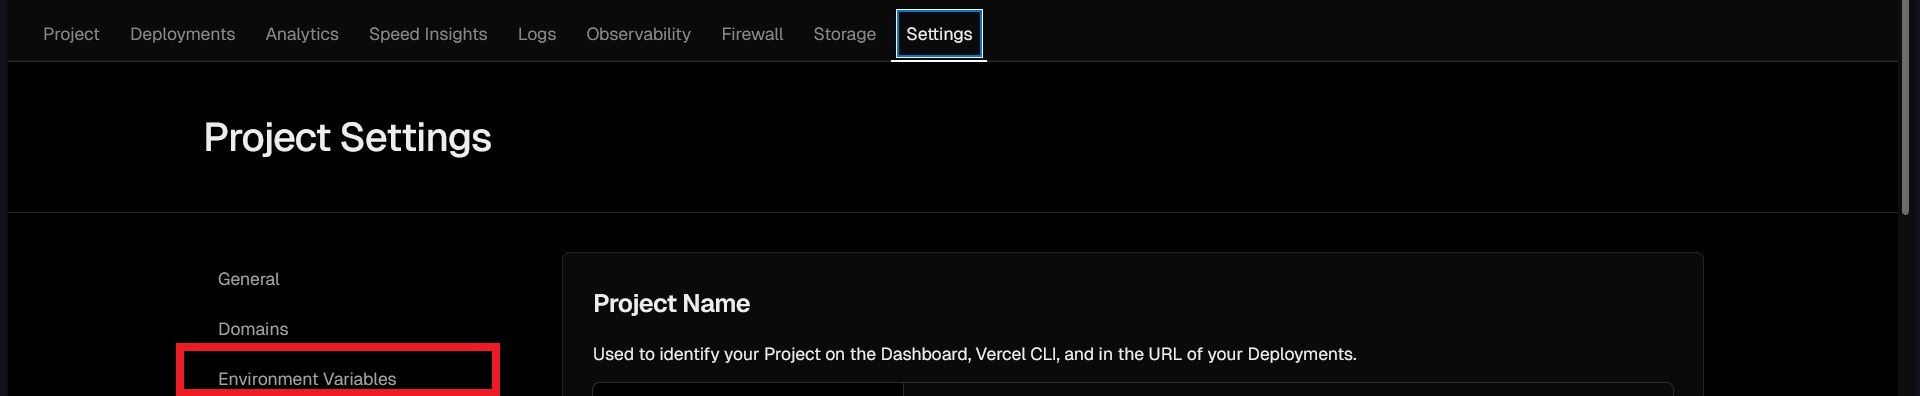 Project Deployments Analytics Speed Insights Logs Observability Firewall Storage Settings
Project Settings
General
Domains
Environment Variables
Project Name
Used to identify your Project on the Dashboard, Vercel CLI, and in the URL of your Deployments.